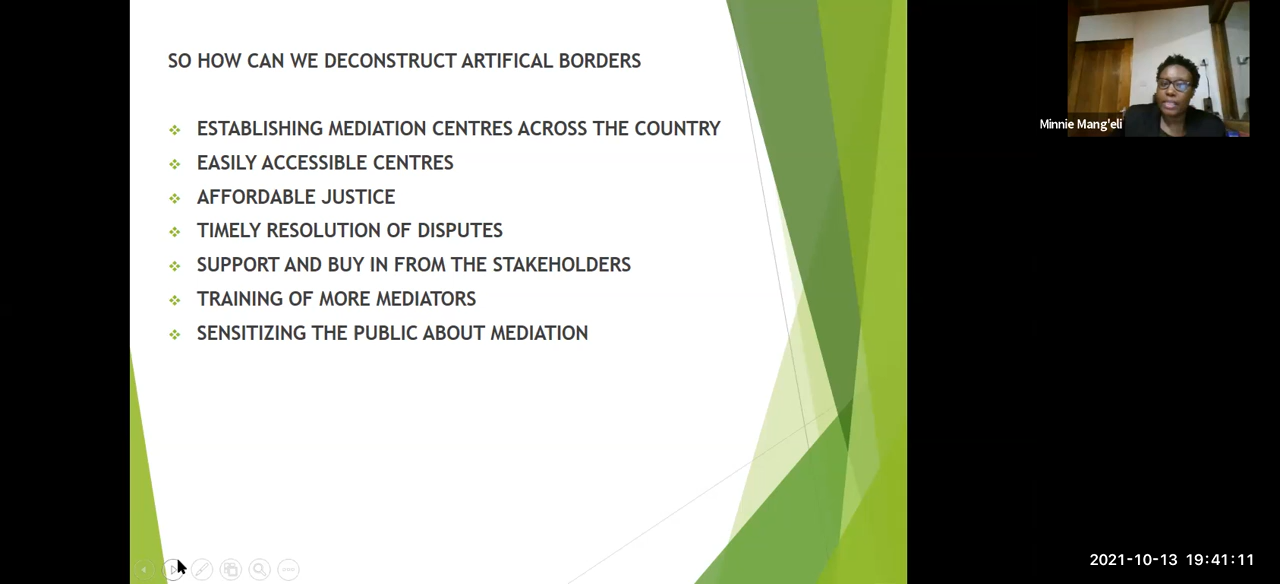 SO HOW CAN WE DECONSTRUCT ARTIFICAL BORDERS
ESTABLISHING MEDIATION CENTRES ACROSS THE COUNTRY
EASILY ACCESSIBLE CENTRES
AFFORDABLE JUSTICE
TIMELY RESOLUTION OF DISPUTES
SUPPORT AND BUY IN FROM THE STAKEHOLDERS
TRAINING OF MORE MEDIATORS
SENSITIZING THE PUBLIC ABOUT MEDIATION
Minnie Mang'eli
2021-10-13 19:41:11